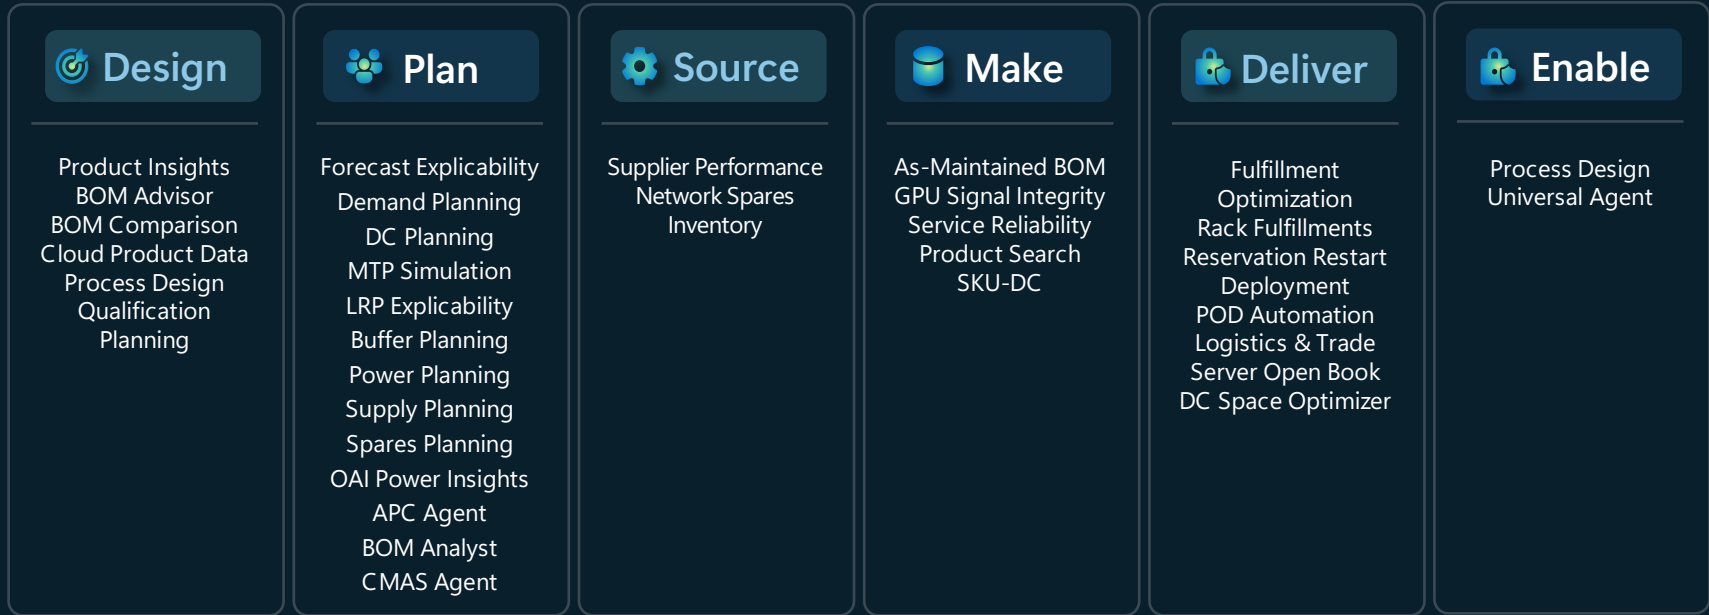 Design
Product Insights
BOM Advisor
BOM Comparison
Cloud Product Data
Process Design
Qualification
Planning
Plan
Forecast Explicability
Demand Planning
DC Planning
MTP Simulation
LRP Explicability
Buffer Planning
Power Planning
Supply Planning
Spares Planning
OAI Power Insights
APC Agent
BOM Analyst
CMAS Agent
Source
Supplier Performance
Network Spares
Inventory
Make
As-Maintained BOM
GPU Signal Integrity
Service Reliability
Product Search
SKU-DC
Deliver
Fulfillment
Optimization
Rack Fulfillments
Reservation Restart
Deployment
POD Automation
Logistics & Trade
Server Open Book
DC Space Optimizer
Enable
Process Design
Universal Agent